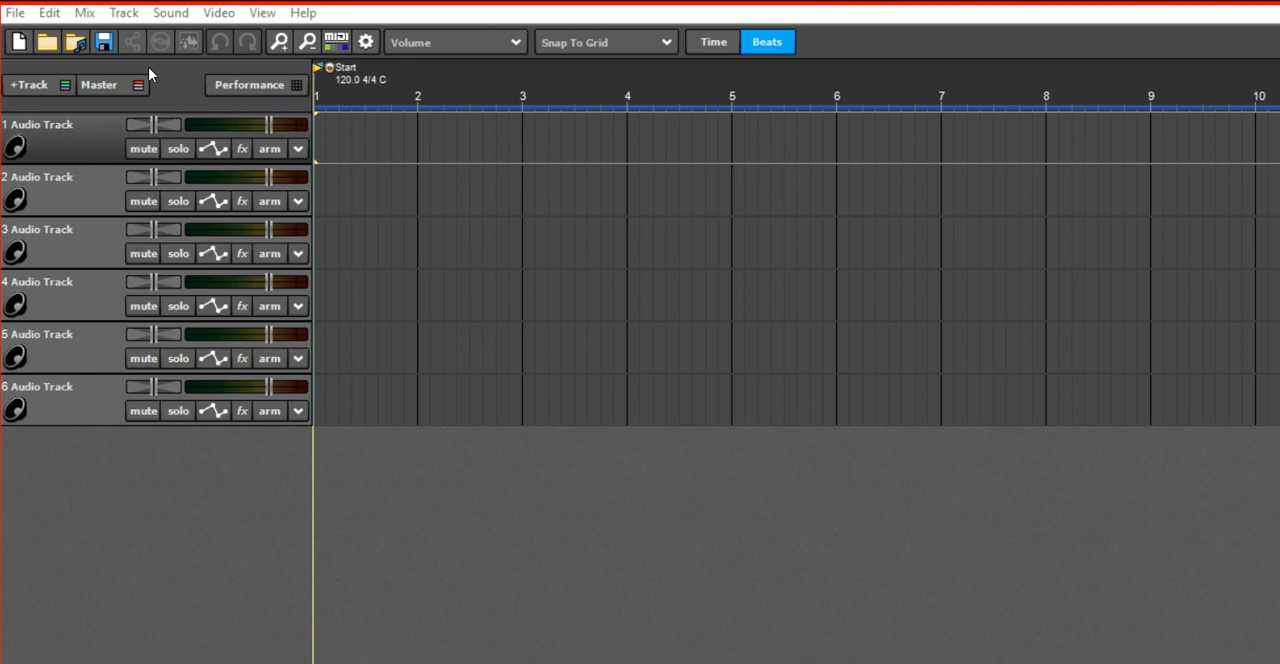 File Edit Mix Track Sound Video View Help
MIDI Volume Snap To Grid Time Beats
+Track Master Performance
Start
120.0 4/4 C
1 2 3 4 5 6 7 8 9 10
1 Audio Track
mute solo fx arm
2 Audio Track
mute solo fx arm
3 Audio Track
mute solo fx arm
4 Audio Track
mute solo fx arm
5 Audio Track
mute solo fx arm
6 Audio Track
mute solo fx arm